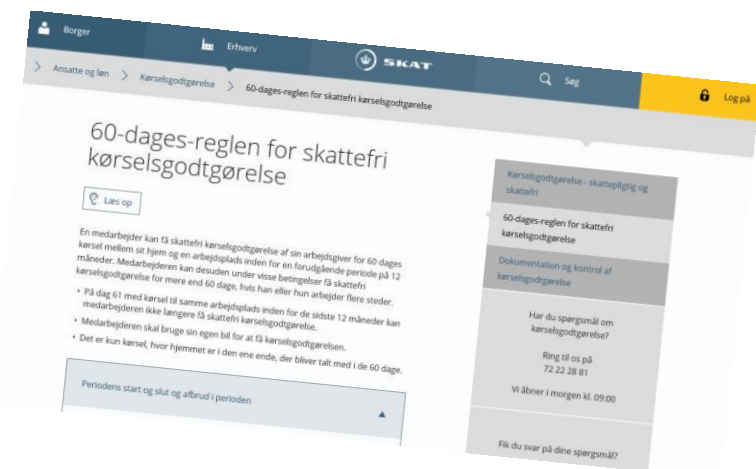 Borger
Erhverv
SKAT
Søg
Log på
Ansatte og løn
Kørselsgodtgørelse
60-dages-reglen for skattefri kørselsgodtgørelse
60-dages-reglen for skattefri
kørselsgodtgørelse
Læs op
En medarbejder kan få skattefri kørselsgodtgørelse af sin arbejdsgiver for 60 dages
kørsel mellem sit hjem og en arbejdsplads inden for en forudgående periode på 12
måneder. Medarbejderen kan desuden under visse betingelser få skattefri
kørselsgodtgørelse for mere end 60 dage, hvis han eller hun arbejder flere steder.
• På dag 61 med kørsel til samme arbejdsplads inden for de sidste 12 måneder kan
medarbejderen ikke længere få skattefri kørselsgodtgørelse.
• Medarbejderen skal bruge sin egen bil for at få kørselsgodtgørelsen.
• Det er kun kørsel, hvor hjemmet er i den ene ende, der bliver talt med i de 60 dage.
Periodens start og slut og afbrud i perioden
Kørselsgodtgørelse - skattepligtig og
skattefri
60-dages-reglen for skattefri
kørselsgodtgørelse
Dokumentation og kontrol af
kørselsgodtgørelse
Har du spørgsmål om
kørselsgodtgørelse?
Ring til os på
72 22 28 81
Vi åbner i morgen kl. 09:00
Fik du svar på dine spørgsmål?